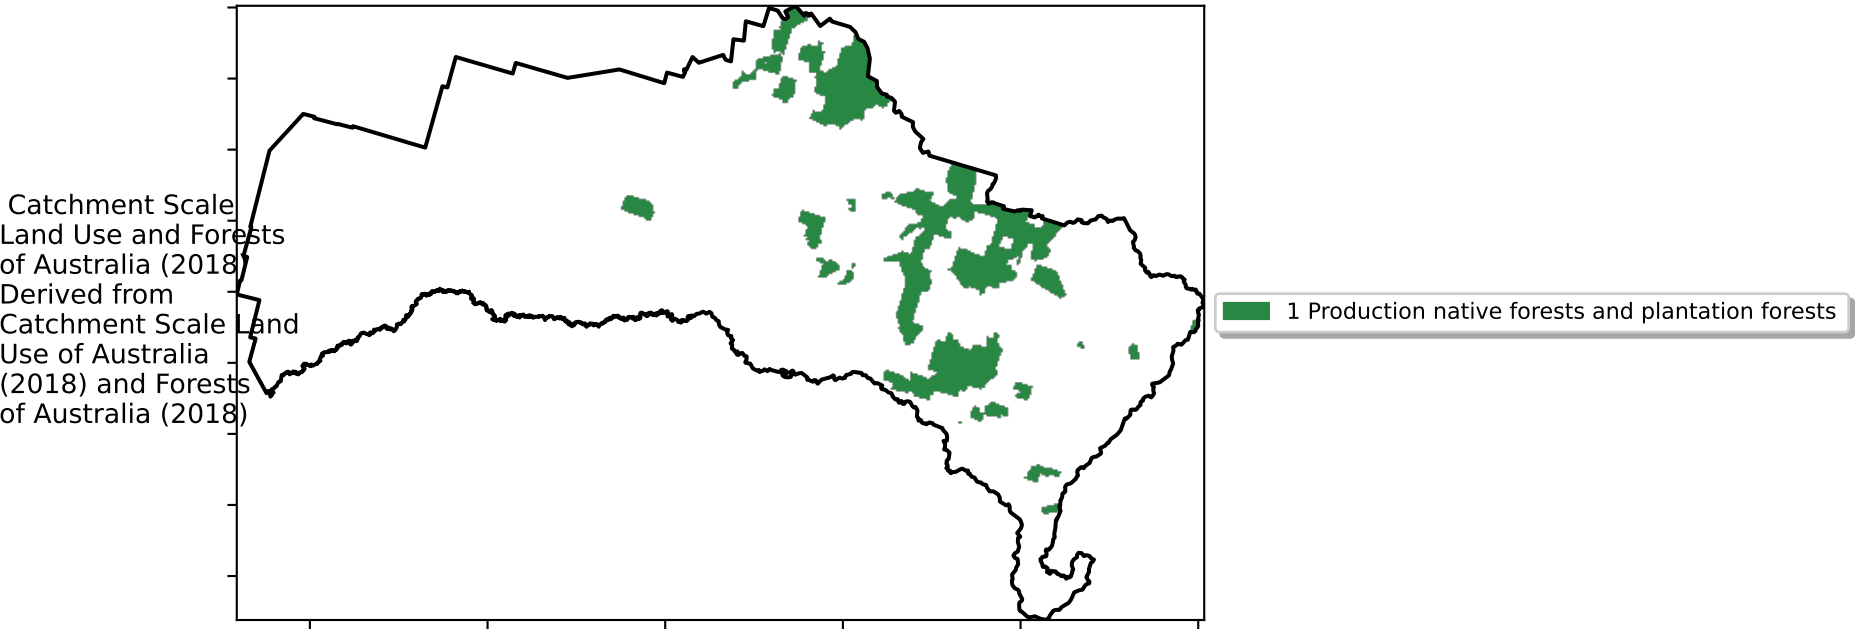 Catchment Scale
Land Use and Forests
of Australia (2018)
Derived from
Catchment Scale Land
Use of Australia
(2018) and Forests
of Australia (2018)
1 Production native forests and plantation forests